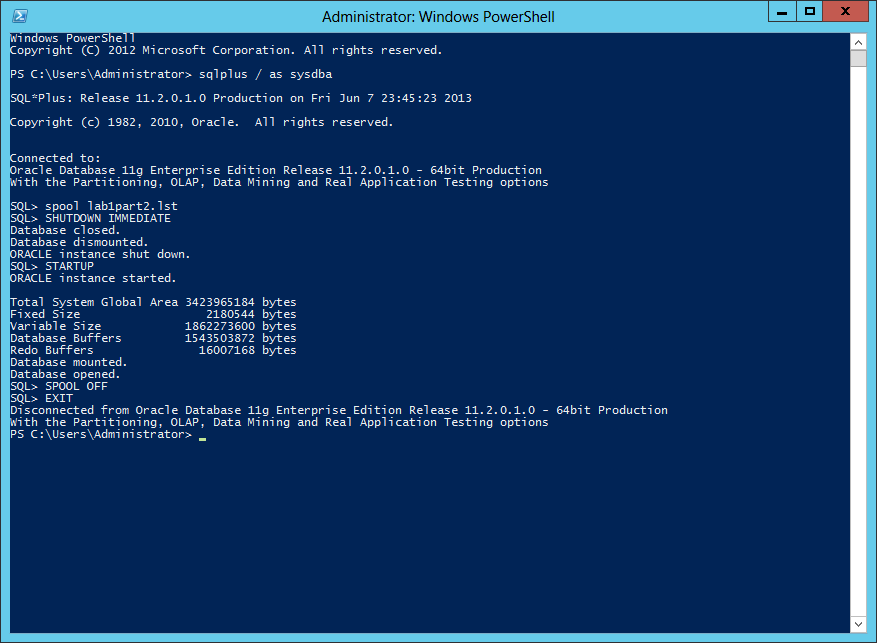 Administrator: Windows PowerShell
Windows PowerShell
Copyright (C) 2012 Microsoft Corporation. All rights reserved.
PS C:\Users\Administrator> sqlplus / as sysdba
SQL*Plus: Release 11.2.0.1.0 Production on Fri Jun 7 23:45:23 2013
Copyright (c) 1982, 2010, Oracle.  All rights reserved.
Connected to:
Oracle Database 11g Enterprise Edition Release 11.2.0.1.0 - 64bit Production
With the Partitioning, OLAP, Data Mining and Real Application Testing options
SQL> spool lab1part2.lst
SQL> SHUTDOWN IMMEDIATE
Database closed.
Database dismounted.
ORACLE instance shut down.
SQL> STARTUP
ORACLE instance started.
Total System Global Area 3423965184 bytes
Fixed Size                  2180544 bytes
Variable Size            1862273600 bytes
Database Buffers         1543503872 bytes
Redo Buffers               16007168 bytes
Database mounted.
Database opened.
SQL> SPOOL OFF
SQL> EXIT
Disconnected from Oracle Database 11g Enterprise Edition Release 11.2.0.1.0 - 64bit Production
With the Partitioning, OLAP, Data Mining and Real Application Testing options
PS C:\Users\Administrator> _